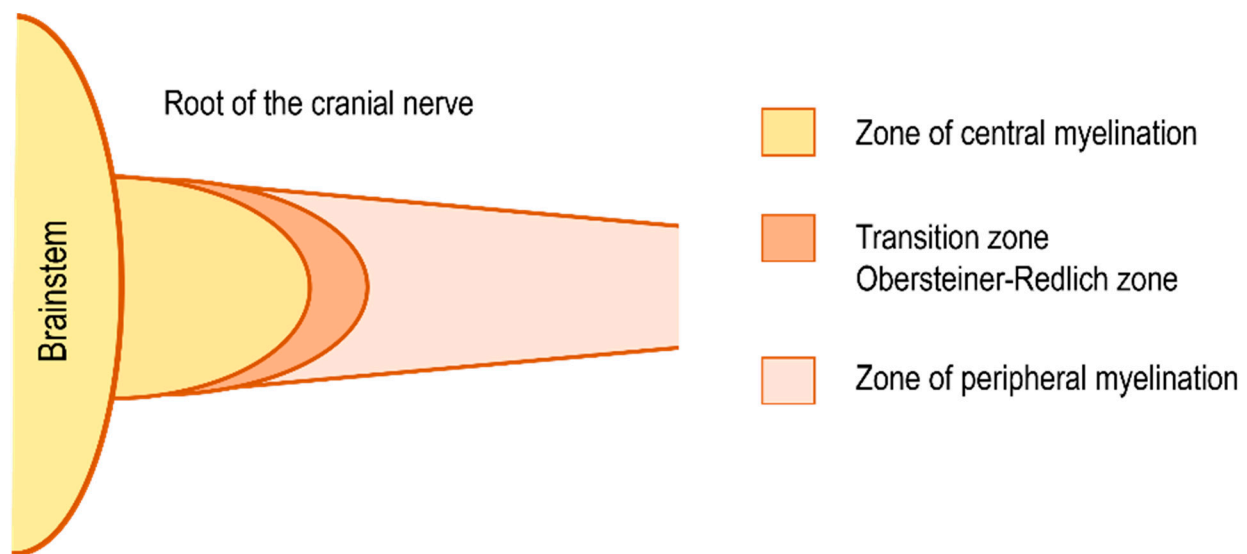 Root of the cranial nerve
Brainstem
Zone of central myelination
Transition zone
Obersteiner-Redlich zone
Zone of peripheral myelination